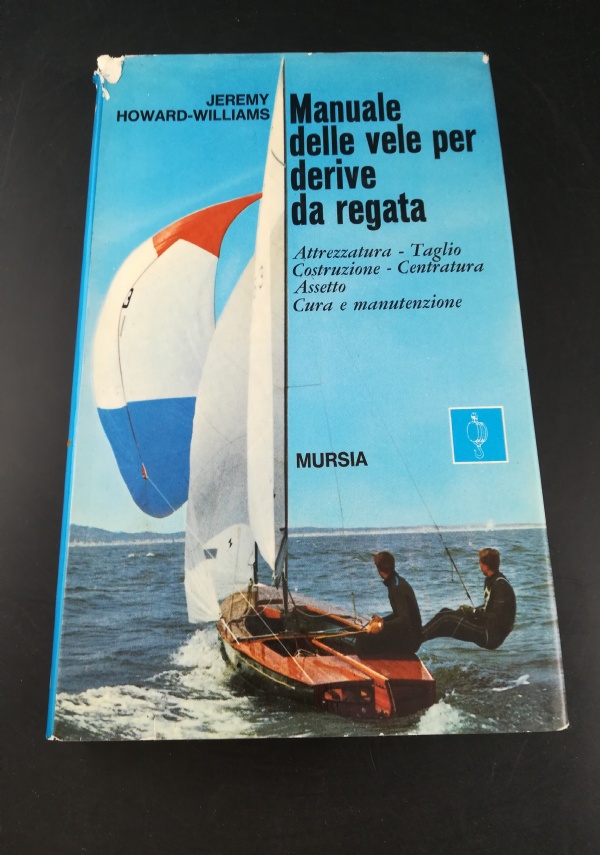 JEREMY
HOWARD-WILLIAMS
Manuale
delle vele per
derive
da regata
Attrezzatura - Taglio
Costruzione - Centratura
Assetto
Cura e manutenzione
MURSIA